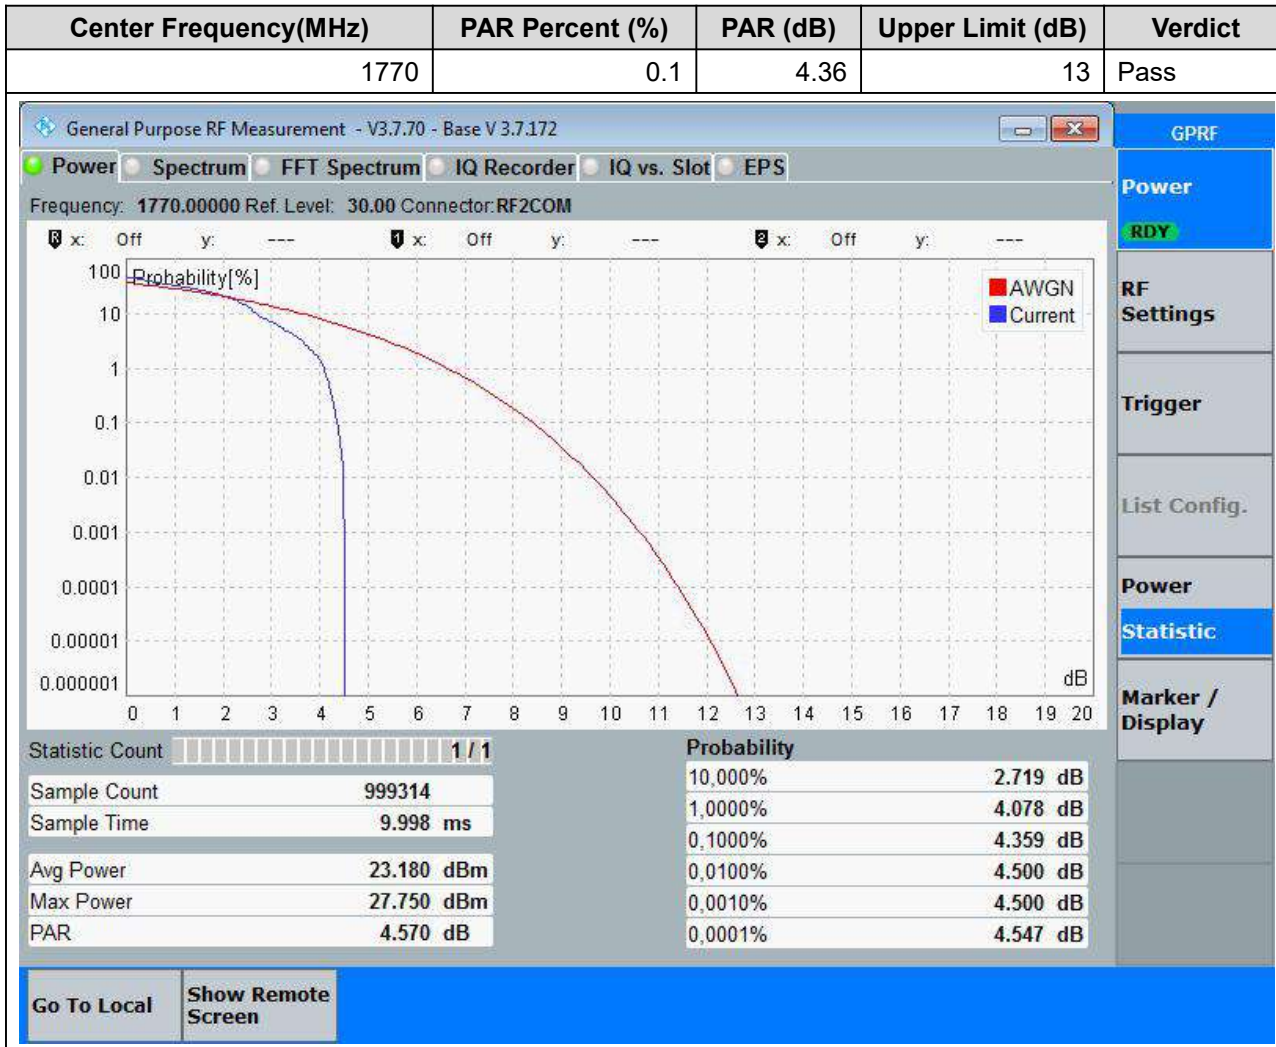 Center Frequency(MHz) PAR Percent (%) PAR (dB) Upper Limit (dB) Verdict
1770 0.1 4.36 13 Pass
General Purpose RF Measurement - V3.7.70 - Base V 3.7.172
GPRF
Power Spectrum FFT Spectrum IQ Recorder IQ vs. Slot EPS
Power
RDY
Frequency: 1770.00000 Ref. Level: 30.00 Connector:RF2COM
R x: Off y: --- 1 x: Off y: --- 2 x: Off y: ---
Probability[%]
AWGN
Current
100
10
1
0.1
0.01
0.001
0.0001
0.00001
0.000001
dB
0 1 2 3 4 5 6 7 8 9 10 11 12 13 14 15 16 17 18 19 20
RF
Settings
Trigger
List Config.
Power
Statistic
Marker /
Display
Statistic Count 1 / 1
Sample Count 999314
Sample Time 9.998 ms
Avg Power 23.180 dBm
Max Power 27.750 dBm
PAR 4.570 dB
Probability
10,000% 2.719 dB
1,0000% 4.078 dB
0,1000% 4.359 dB
0,0100% 4.500 dB
0,0010% 4.500 dB
0,0001% 4.547 dB
Go To Local
Show Remote
Screen